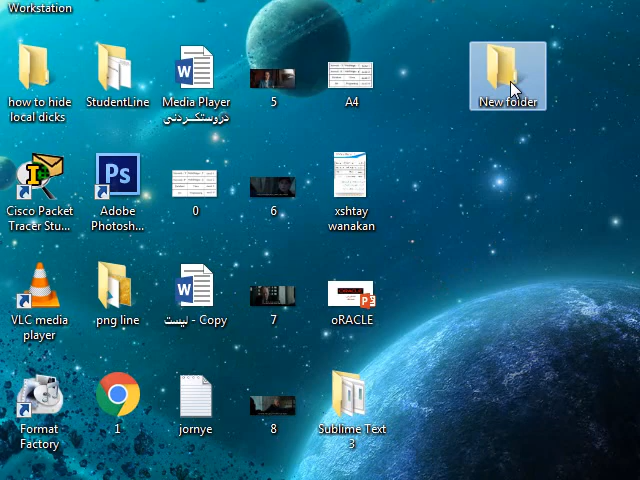 Workstation
how to hide
local dicks
StudentLine
Media Player
دروستکردنی
5
A4
New folder
Cisco Packet
Tracer Stu...
Adobe
Photosh...
0
6
xshtay
wanakan
VLC media
player
png line
لیست - Copy
7
oRACLE
Format
Factory
1
jornye
8
Sublime Text
3